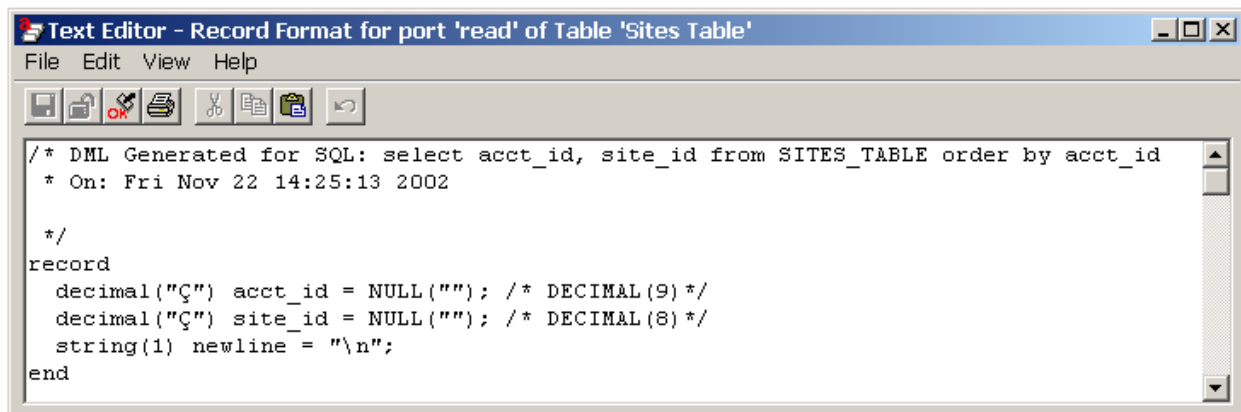 Text Editor - Record Format for port 'read' of Table 'Sites Table'
File Edit View Help
OK
/* DML Generated for SQL: select acct_id, site_id from SITES_TABLE order by acct_id
 * On: Fri Nov 22 14:25:13 2002
 */
record
  decimal("Ç") acct_id = NULL(""); /* DECIMAL(9)*/
  decimal("Ç") site_id = NULL(""); /* DECIMAL(8)*/
  string(1) newline = "\n";
end